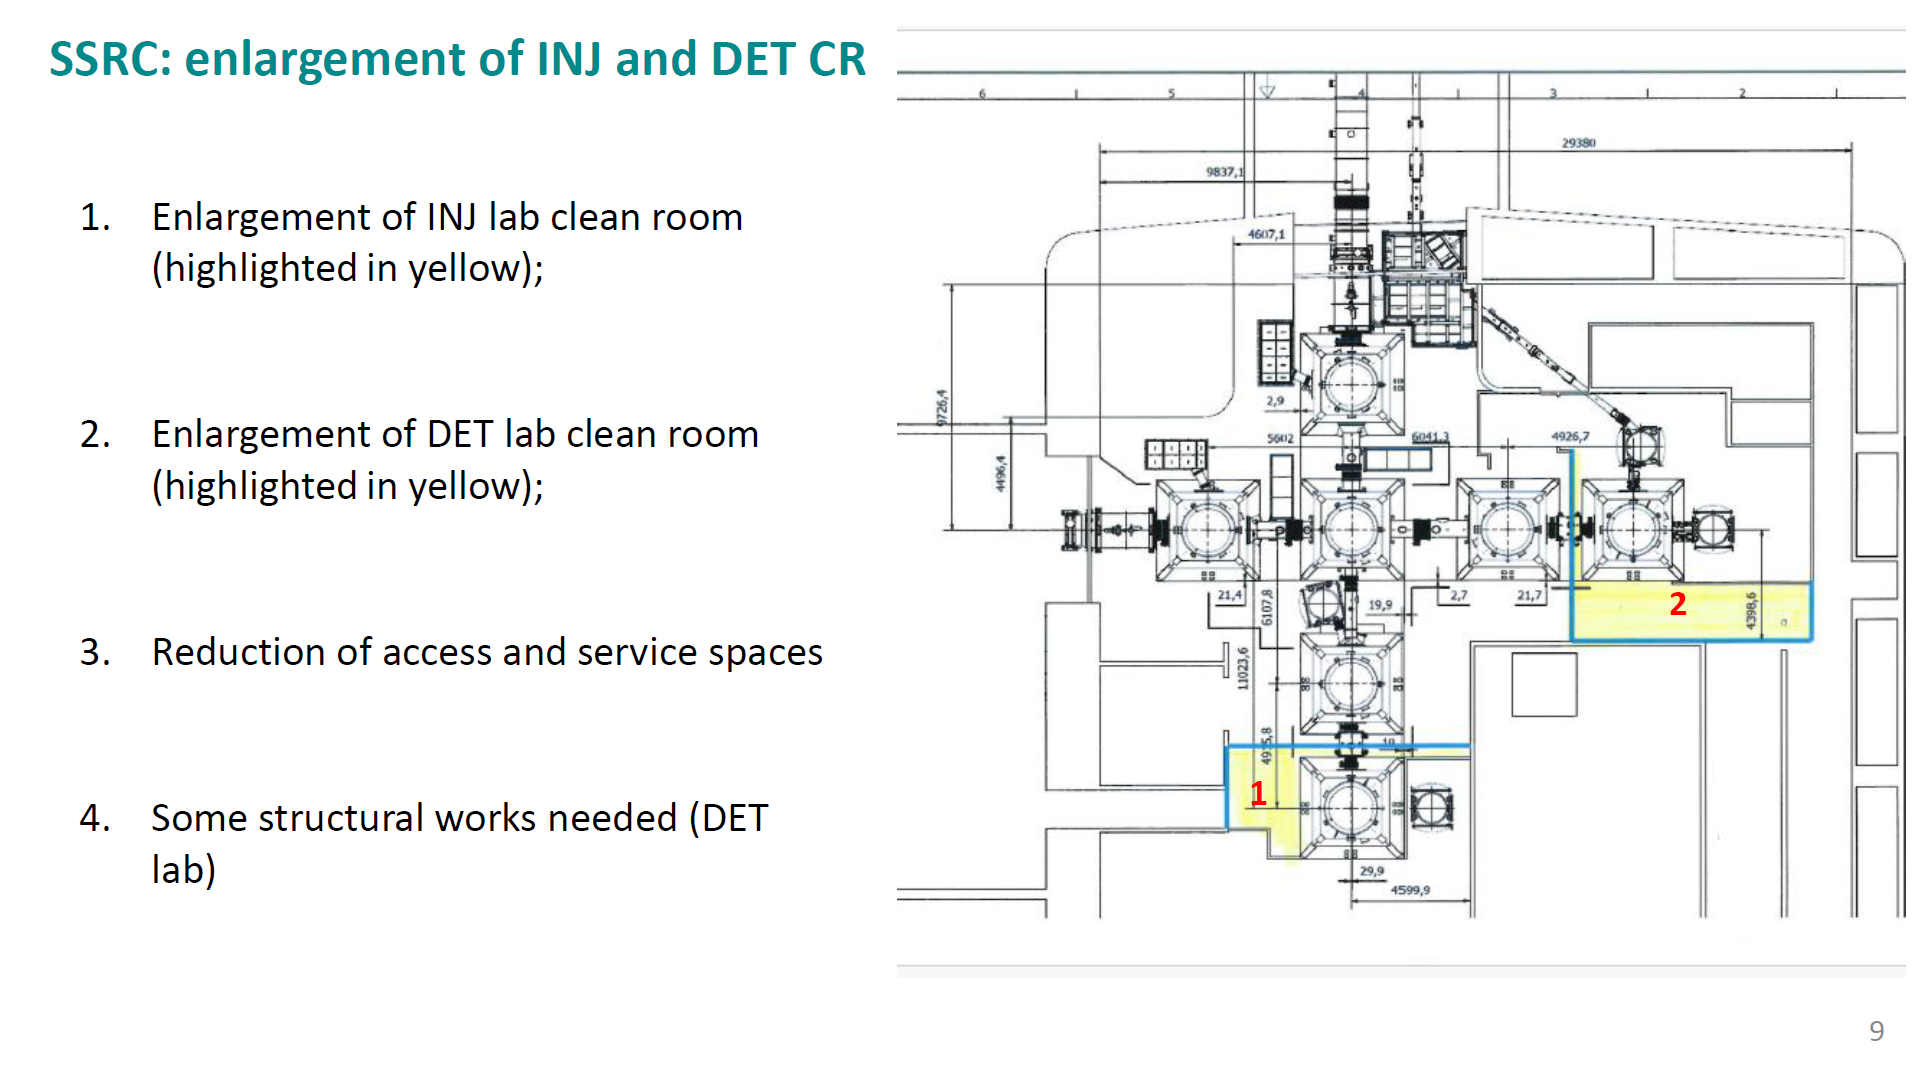 SSRC: enlargement of INJ and DET CR
1. Enlargement of INJ lab clean room
(highlighted in yellow);
2. Enlargement of DET lab clean room
(highlighted in yellow);
3. Reduction of access and service spaces
4. Some structural works needed (DET
lab)
6 5 4 3 2
29380
9837,1
4607,1
9726,4
2,9
5602 6041,3 4926,7
4496,4
21,4 6107,8 19,9 2,7 21,7 2 4398,6
11023,6
10
1
29,9
4599,9
9